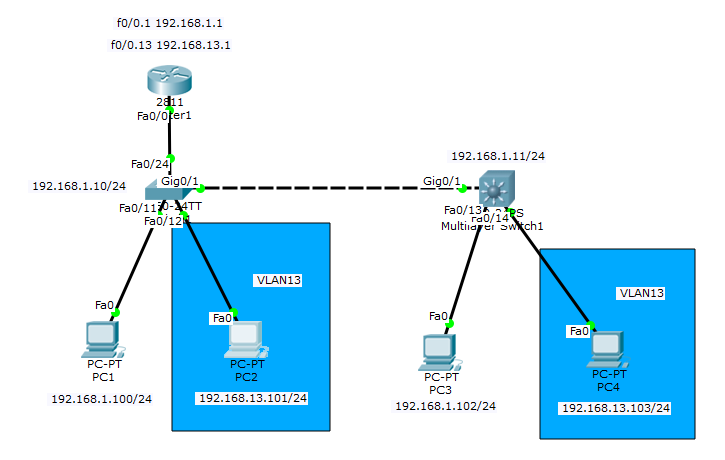 f0/0.1 192.168.1.1
f0/0.13 192.168.13.1
2811
Fa0/0
ter1
Fa0/24
192.168.1.10/24
Gig0/1
0-24TT
Fa0/11
Fa0/12
Gig0/1
192.168.1.11/24
PS
Fa0/13
Fa0/14
Multilayer Switch1
VLAN13
VLAN13
Fa0
PC-PT
PC1
192.168.1.100/24
Fa0
PC-PT
PC2
192.168.13.101/24
Fa0
PC-PT
PC3
192.168.1.102/24
Fa0
PC-PT
PC4
192.168.13.103/24